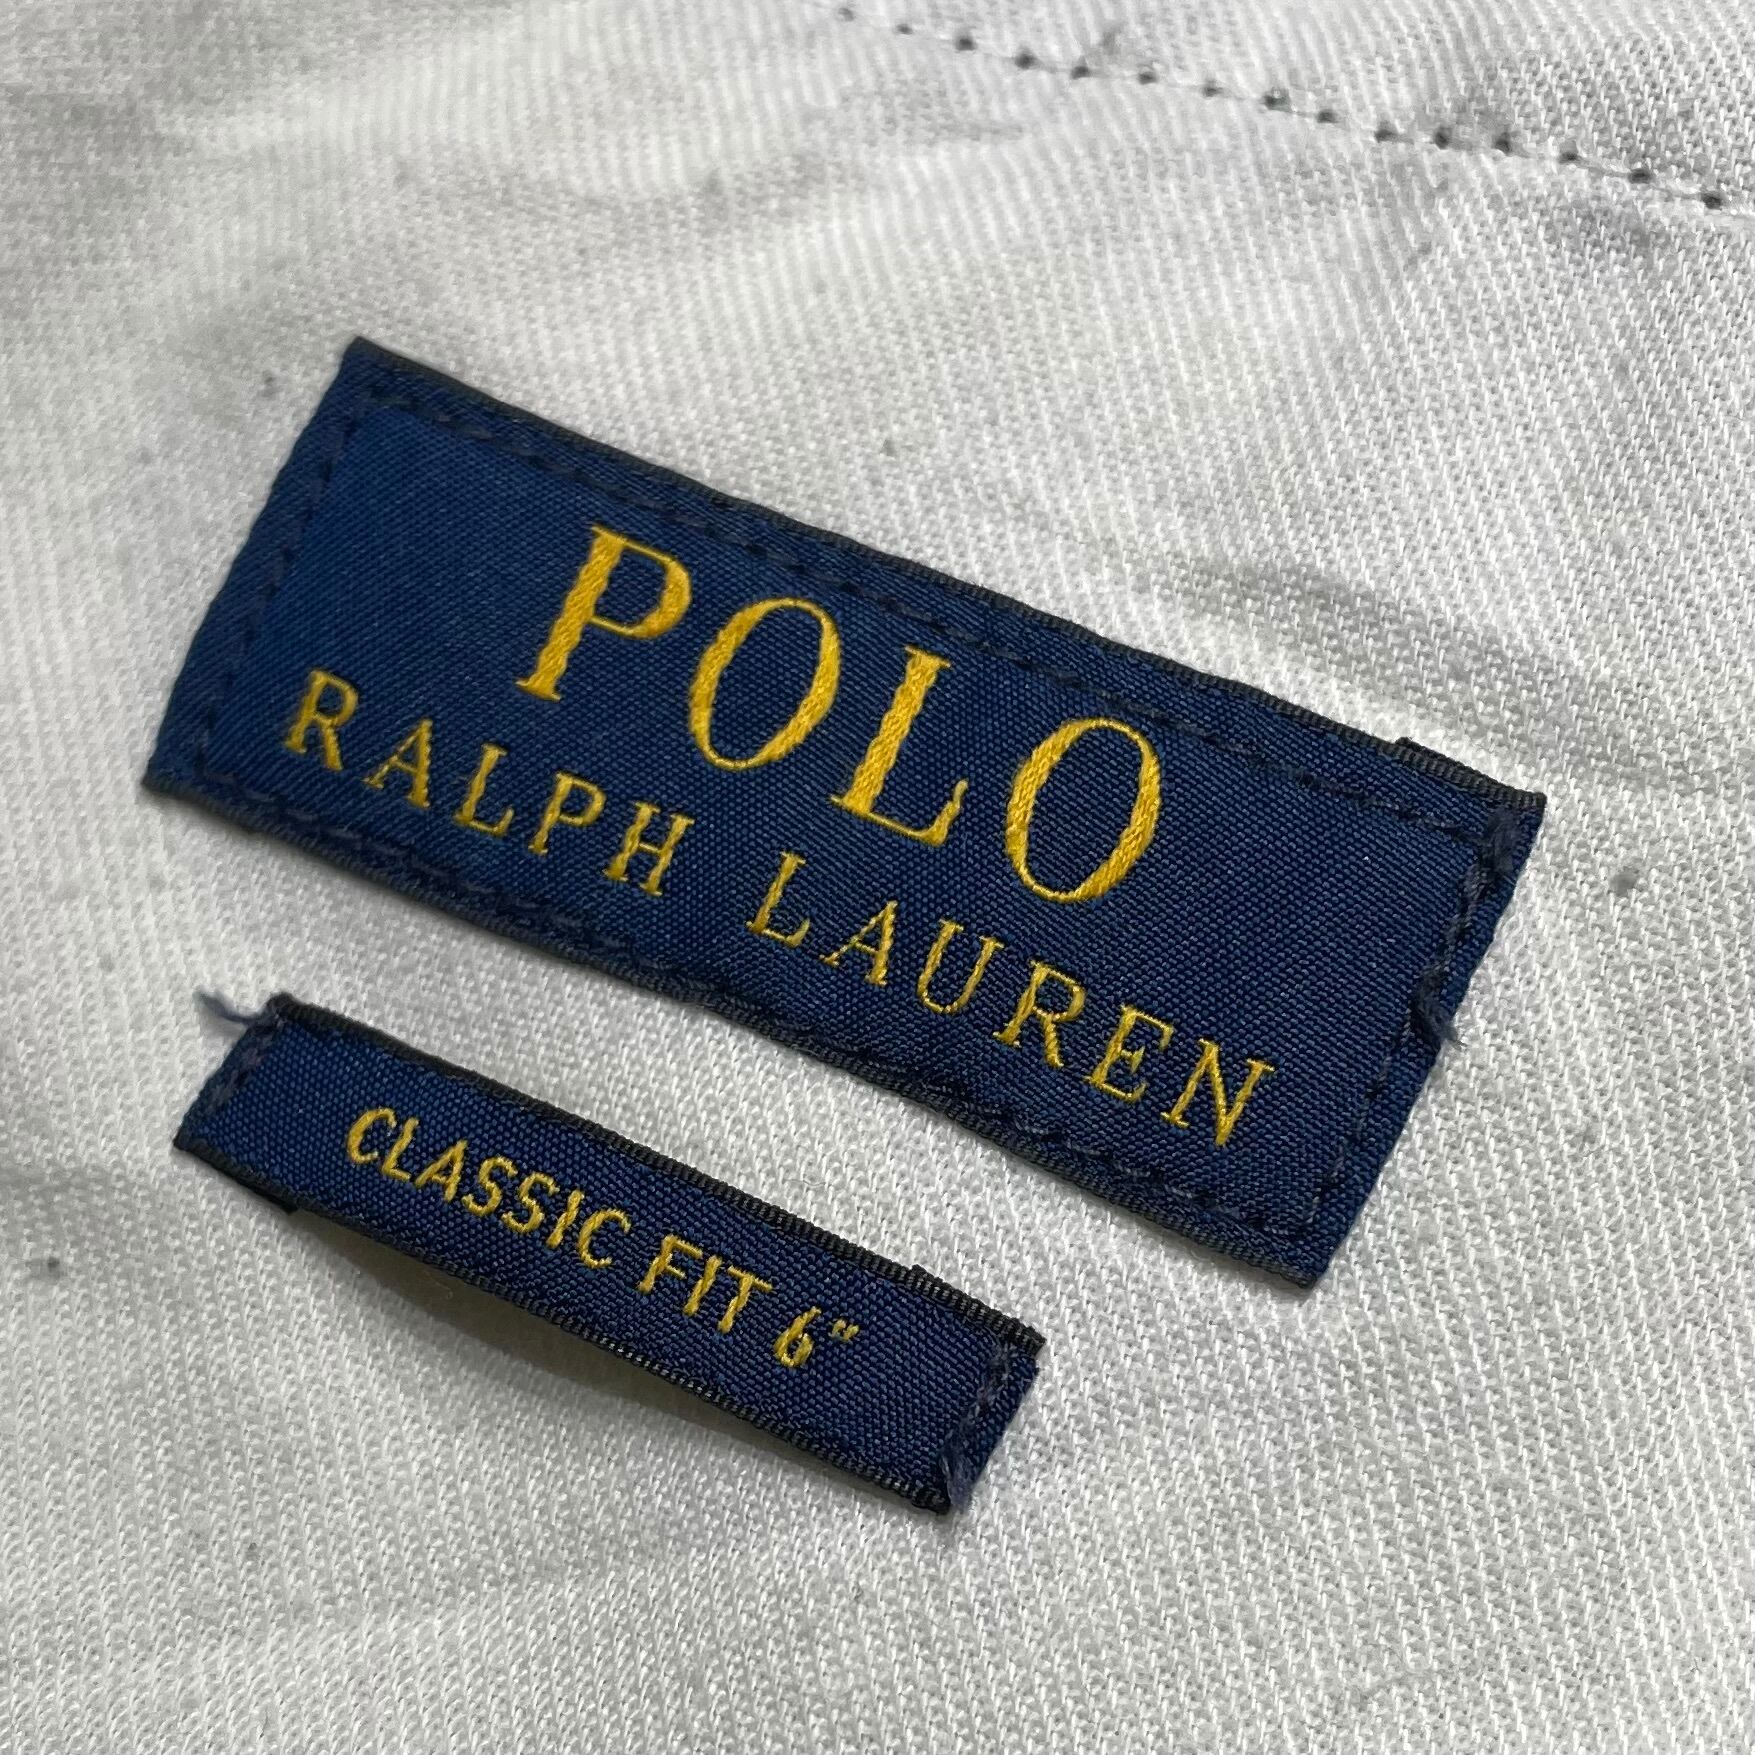 POLO
RALPH LAUREN
CLASSIC FIT 6"